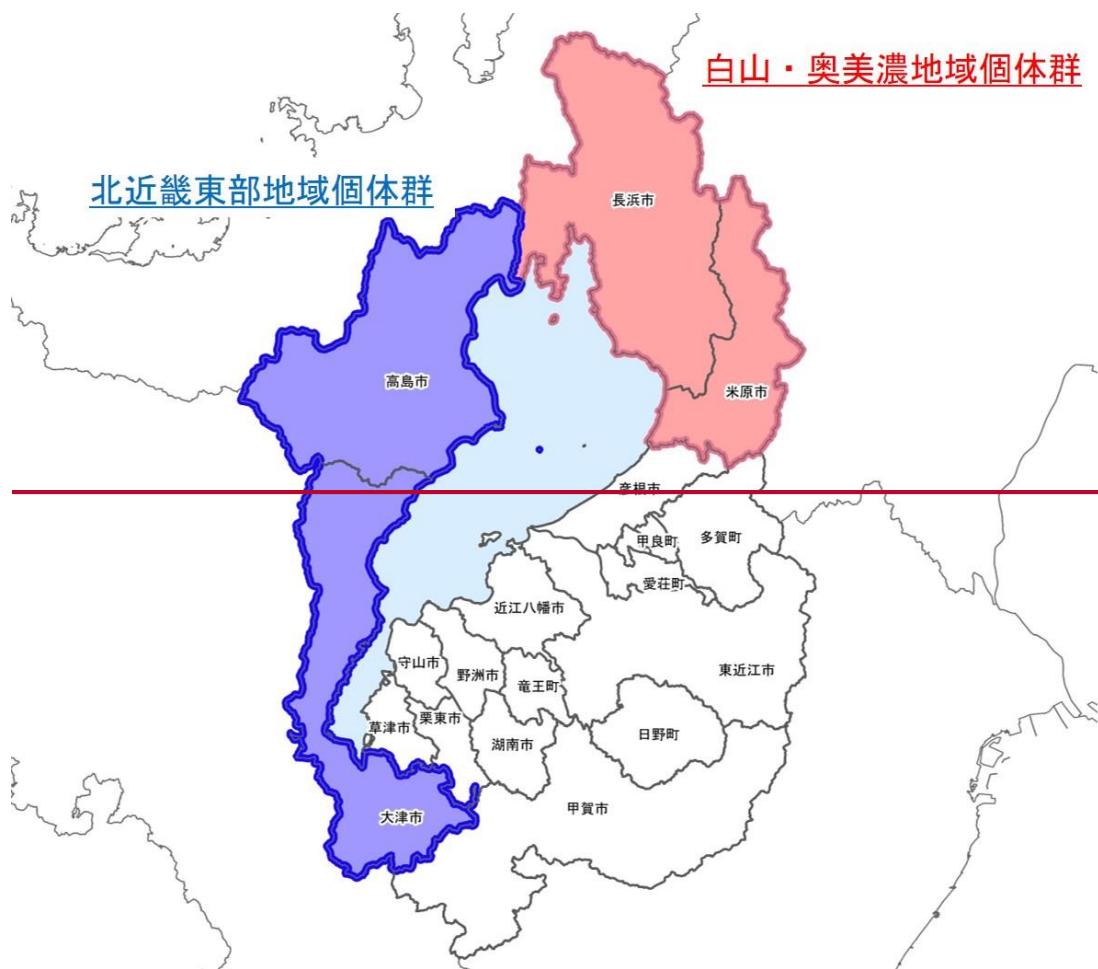 白山・奥美濃地域個体群
北近畿東部地域個体群
長浜市
高島市
米原市
彦根市
甲良町
多賀町
愛荘町
近江八幡市
守山市
野洲市
竜王町
東近江市
草津市
栗東市
湖南市
日野町
甲賀市
大津市